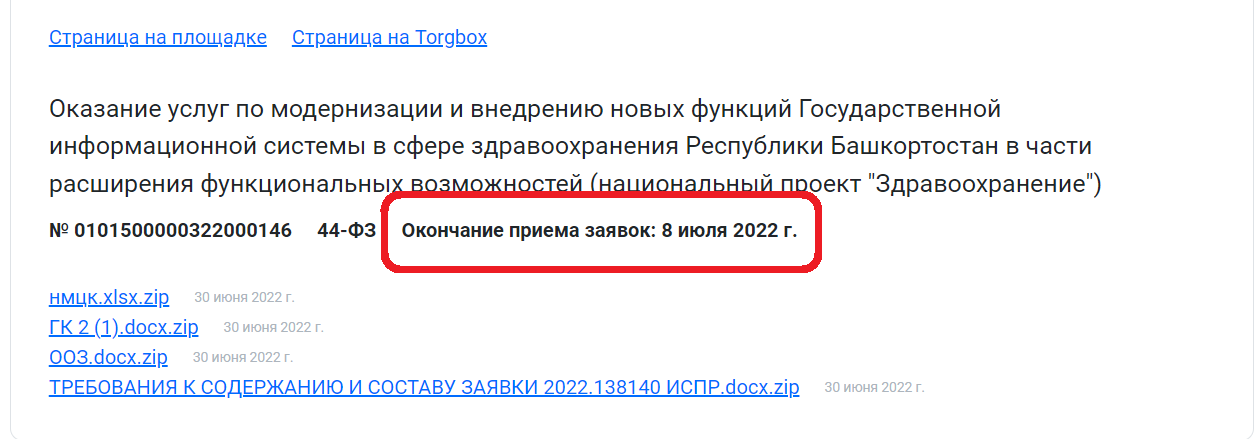 Страница на площадке Страница на Torgbox
Оказание услуг по модернизации и внедрению новых функций Государственной
информационной системы в сфере здравоохранения Республики Башкортостан в части
расширения функциональных возможностей (национальный проект "Здравоохранение")
№ 0101500000322000146 44-ФЗ Окончание приема заявок: 8 июля 2022 г.
нмцк.xlsx.zip 30 июня 2022 г.
ГК 2 (1).docx.zip 30 июня 2022 г.
ООЗ.docx.zip 30 июня 2022 г.
ТРЕБОВАНИЯ К СОДЕРЖАНИЮ И СОСТАВУ ЗАЯВКИ 2022.138140 ИСПР.docx.zip 30 июня 2022 г.